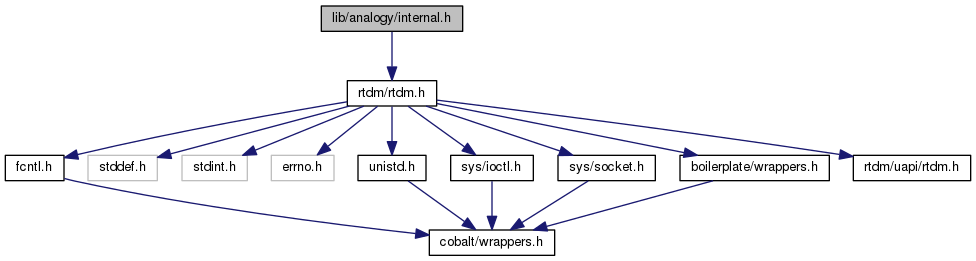 lib/analogy/internal.h
rtdm/rtdm.h
fcntl.h
stddef.h
stdint.h
errno.h
unistd.h
sys/ioctl.h
sys/socket.h
boilerplate/wrappers.h
rtdm/uapi/rtdm.h
cobalt/wrappers.h